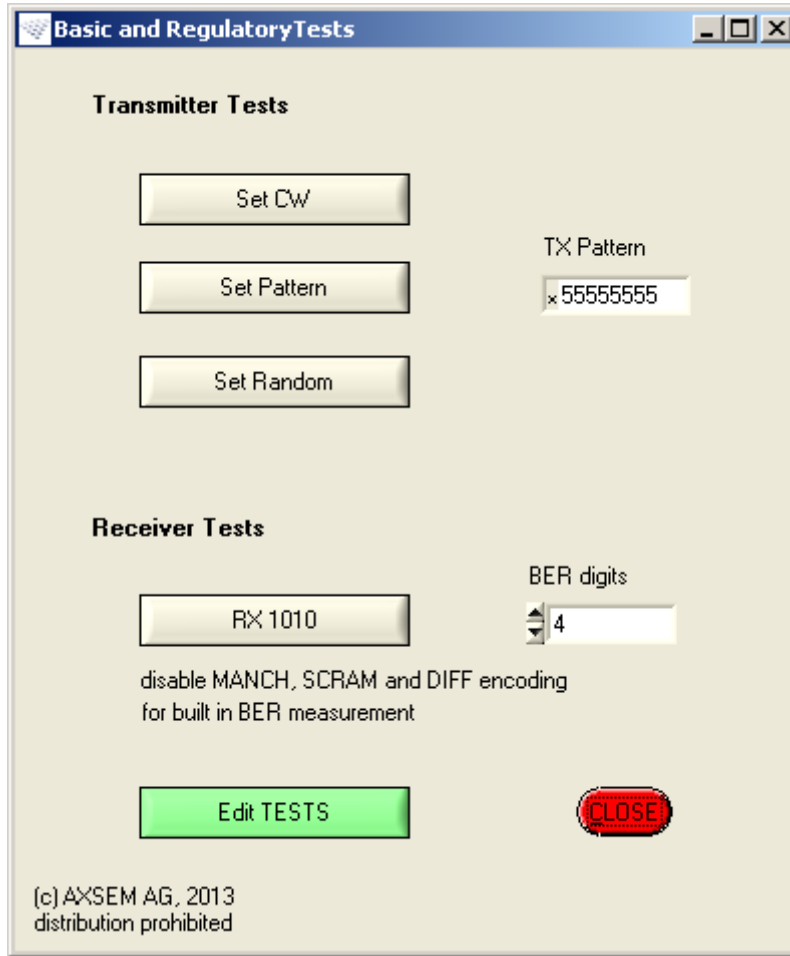 Basic and RegulatoryTests
Transmitter Tests
Set CW
TX Pattern
Set Pattern
x 55555555
Set Random
Receiver Tests
BER digits
RX 1010
4
disable MANCH, SCRAM and DIFF encoding
for built in BER measurement
Edit TESTS
CLOSE
(c) AXSEM AG, 2013
distribution prohibited